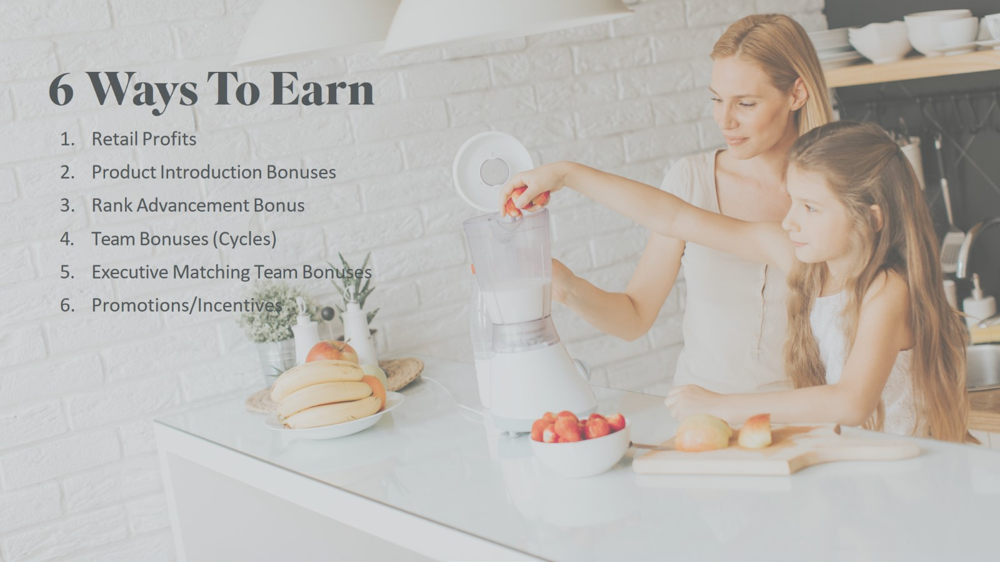 6 Ways To Earn
1. Retail Profits
2. Product Introduction Bonuses
3. Rank Advancement Bonus
4. Team Bonuses (Cycles)
5. Executive Matching Team Bonuses
6. Promotions/Incentives